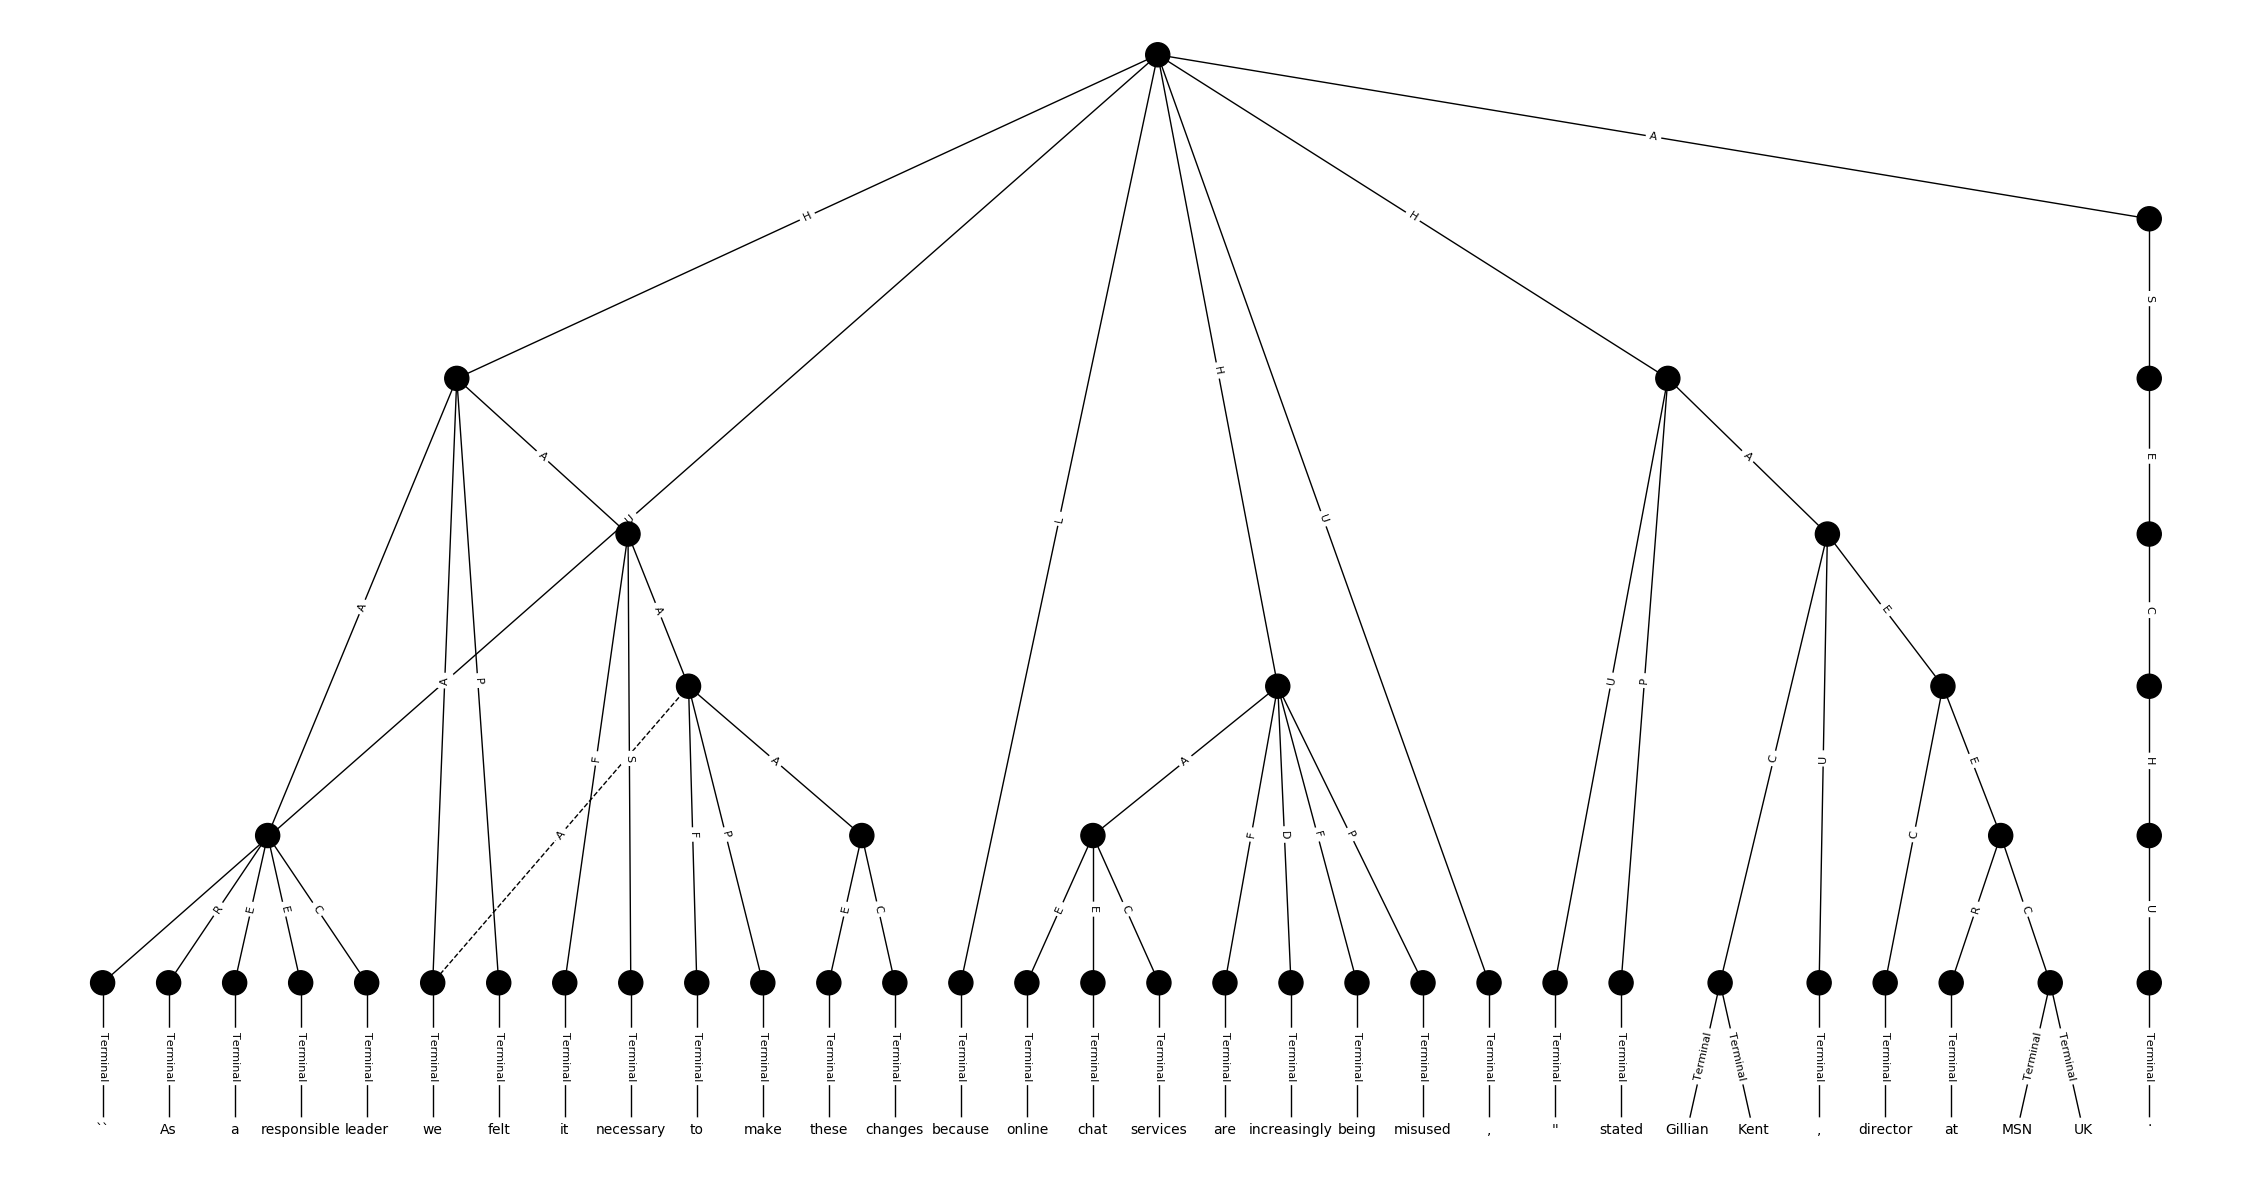 A
H
H
S
H
A
A
E
U
L
U
A
A
E
C
A
P
U
P
F
S
A
A
C
U
E
H
A
F
P
F
D
F
P
C
R
E
E
C
E
C
E
E
C
R
C
U
Terminal Terminal Terminal Terminal Terminal Terminal Terminal Terminal Terminal Terminal Terminal Terminal Terminal Terminal Terminal Terminal Terminal Terminal Terminal Terminal Terminal Terminal Terminal Terminal Terminal Terminal Terminal Terminal Terminal Terminal Terminal Terminal
`` As a responsible leader we felt it necessary to make these changes because online chat services are increasingly being misused , " stated Gillian Kent , director at MSN UK .